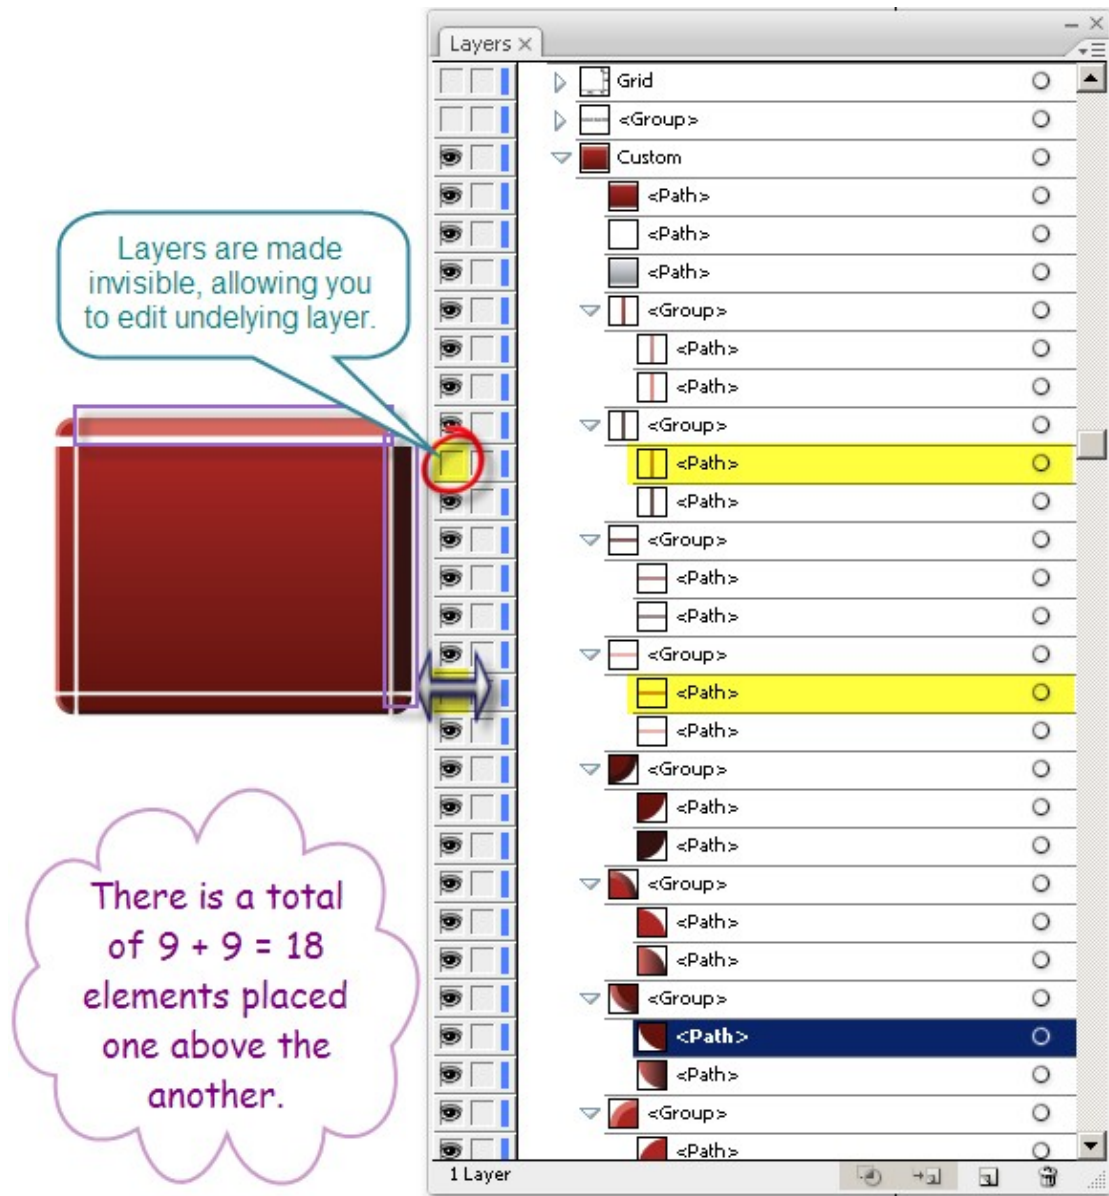 Layers
Grid
<Group>
Custom
<Path>
<Path>
<Path>
<Group>
<Path>
<Path>
<Group>
<Path>
<Path>
<Group>
<Path>
<Path>
<Group>
<Path>
<Path>
<Group>
<Path>
<Path>
<Group>
<Path>
<Path>
<Group>
<Path>
<Path>
<Group>
<Path>
1 Layer
Layers are made
invisible, allowing you
to edit undelying layer.
There is a total
of 9 + 9 = 18
elements placed
one above the
another.